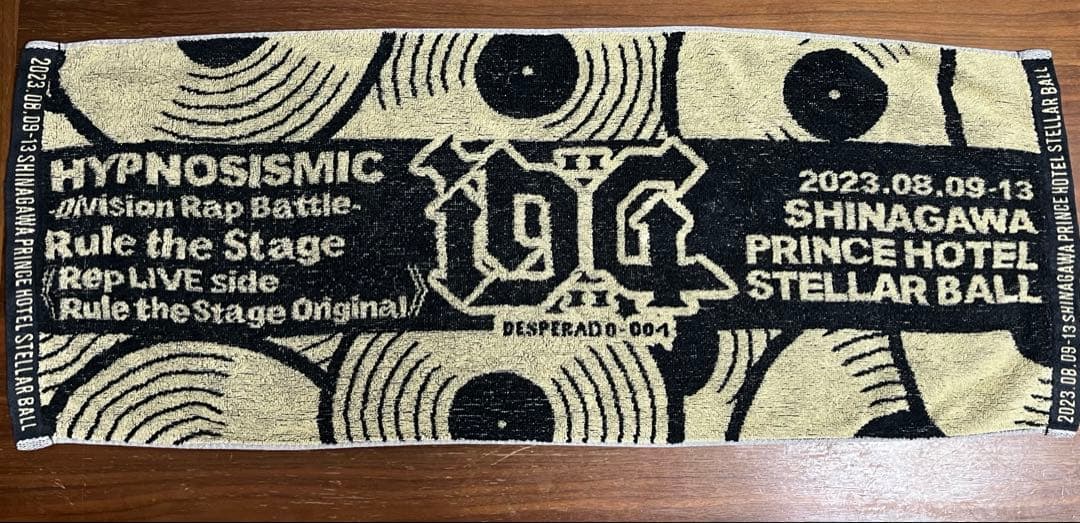 2023.08.09-13 SHINAGAWA PRINCE HOTEL STELLAR BALL
HYPNOSISMIC
-Division Rap Battle-
Rule the Stage
《Rep LIVE side
Rule the Stage Original》
DESPERADO-004
2023.08.09-13
SHINAGAWA
PRINCE HOTEL
STELLAR BALL
2023.08.09-13 SHINAGAWA PRINCE HOTEL STELLAR BALL